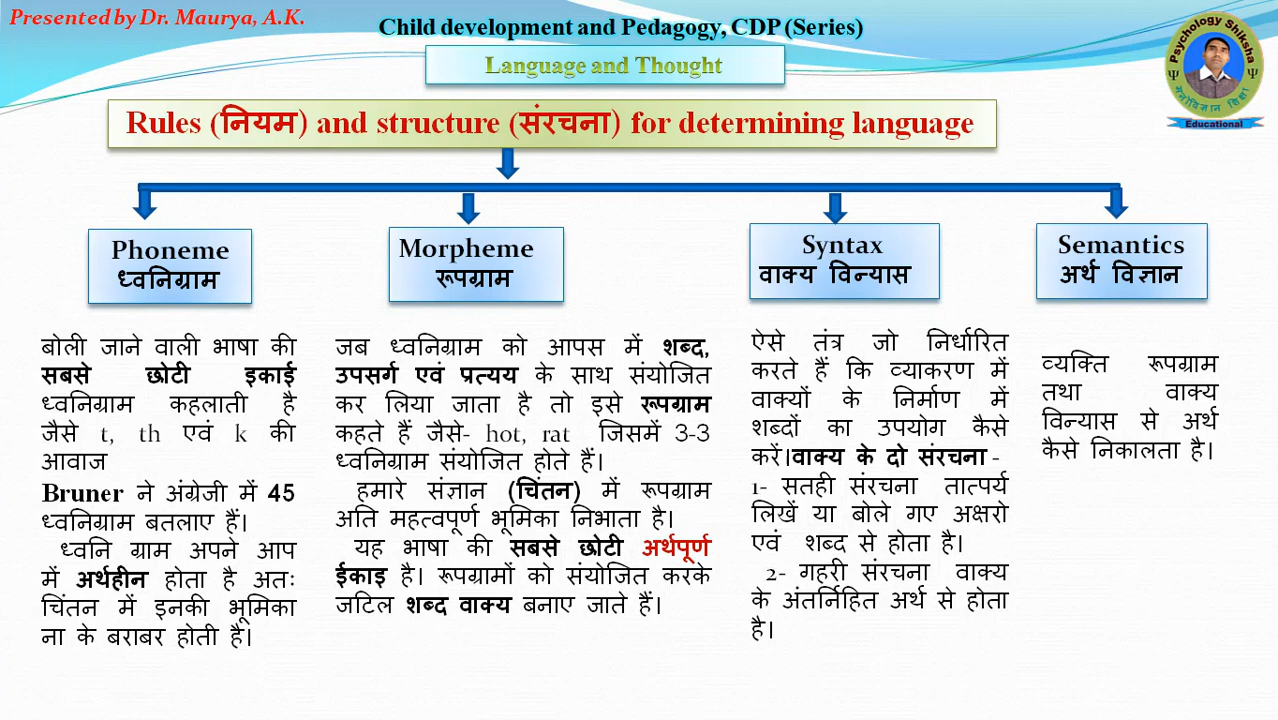 Presented by Dr. Maurya, A.K.
Child development and Pedagogy, CDP (Series)
Language and Thought
Psychology Shiksha
Ψ Ψ
मनोविज्ञान शिक्षा
Educational
Rules (नियम) and structure (संरचना) for determining language
Phoneme
ध्वनिग्राम
बोली जाने वाली भाषा की
सबसे छोटी इकाई
ध्वनिग्राम कहलाती है
जैसे t, th एवं k की
आवाज
Bruner ने अंग्रेजी में 45
ध्वनिग्राम बतलाए हैं।
ध्वनि ग्राम अपने आप
में अर्थहीन होता है अतः
चिंतन में इनकी भूमिका
ना के बराबर होती है।
Morpheme
रूपग्राम
जब ध्वनिग्राम को आपस में शब्द,
उपसर्ग एवं प्रत्यय के साथ संयोजित
कर लिया जाता है तो इसे रूपग्राम
कहते हैं जैसे- hot, rat जिसमें 3-3
ध्वनिग्राम संयोजित होते हैं।
हमारे संज्ञान (चिंतन) में रूपग्राम
अति महत्वपूर्ण भूमिका निभाता है।
यह भाषा की सबसे छोटी अर्थपूर्ण
ईकाइ है। रूपग्रामों को संयोजित करके
जटिल शब्द वाक्य बनाए जाते हैं।
Syntax
वाक्य विन्यास
ऐसे तंत्र जो निर्धारित
करते हैं कि व्याकरण में
वाक्यों के निर्माण में
शब्दों का उपयोग कैसे
करें।वाक्य के दो संरचना -
1- सतही संरचना तात्पर्य
लिखें या बोले गए अक्षरो
एवं शब्द से होता है।
2- गहरी संरचना वाक्य
के अंतर्निहित अर्थ से होता
है।
Semantics
अर्थ विज्ञान
व्यक्ति रूपग्राम
तथा वाक्य
विन्यास से अर्थ
कैसे निकालता है।